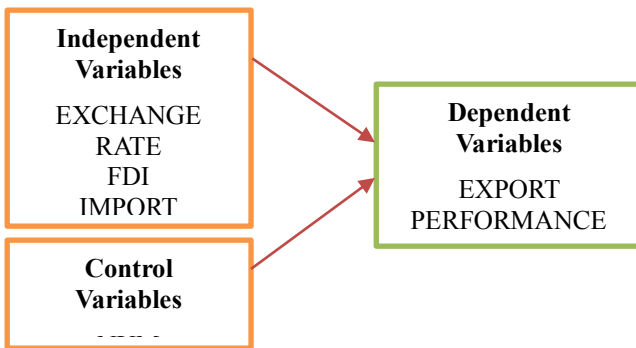 Independent
Variables
EXCHANGE
RATE
FDI
IMPORT
Control
Variables
Dependent
Variables
EXPORT
PERFORMANCE